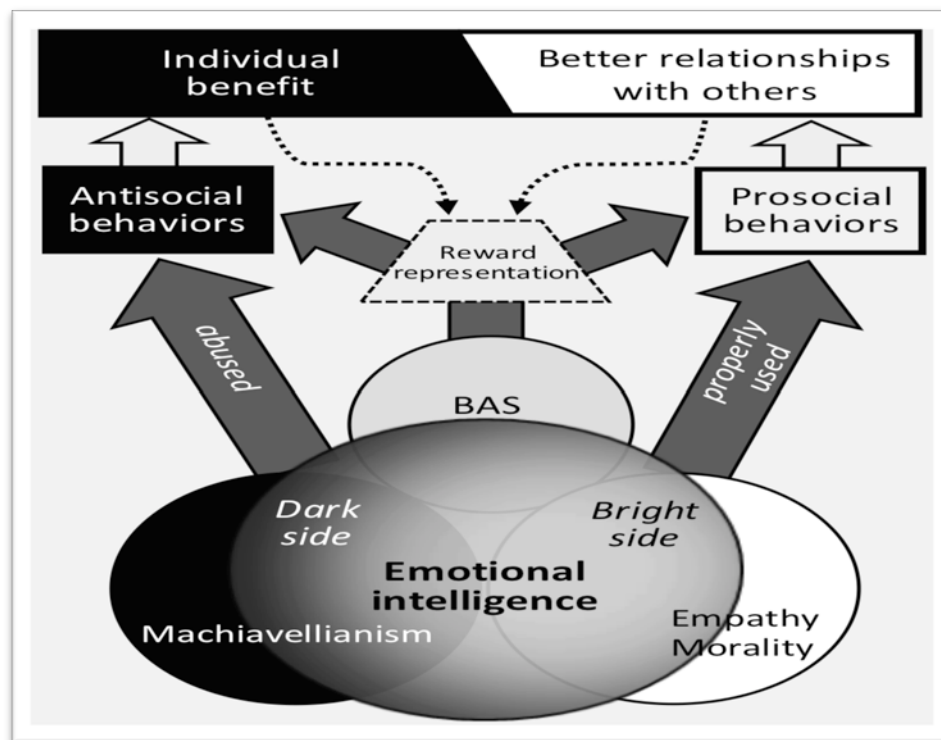 Individual
benefit
Better relationships
with others
Antisocial
behaviors
Prosocial
behaviors
Reward
representation
abused
properly
used
BAS
Dark
side
Bright
side
Emotional
intelligence
Machiavellianism
Empathy
Morality